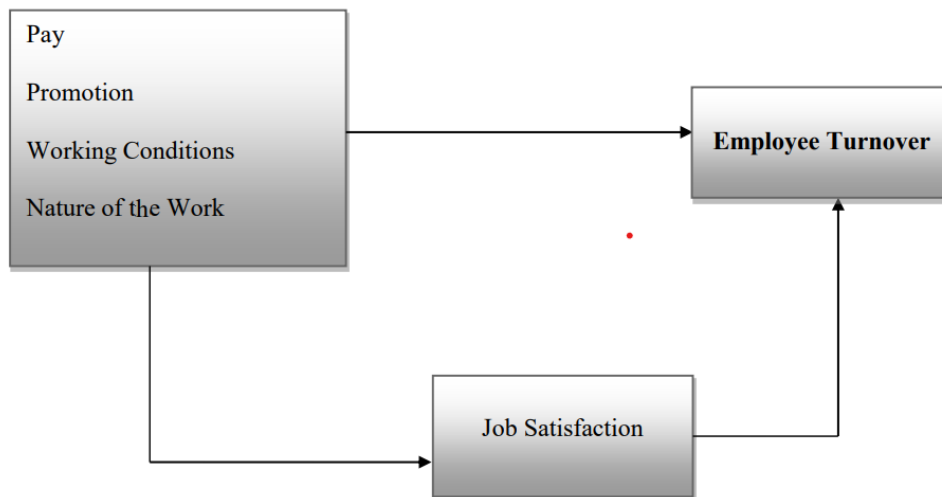 Pay
Promotion
Working Conditions
Nature of the Work
Employee Turnover
Job Satisfaction